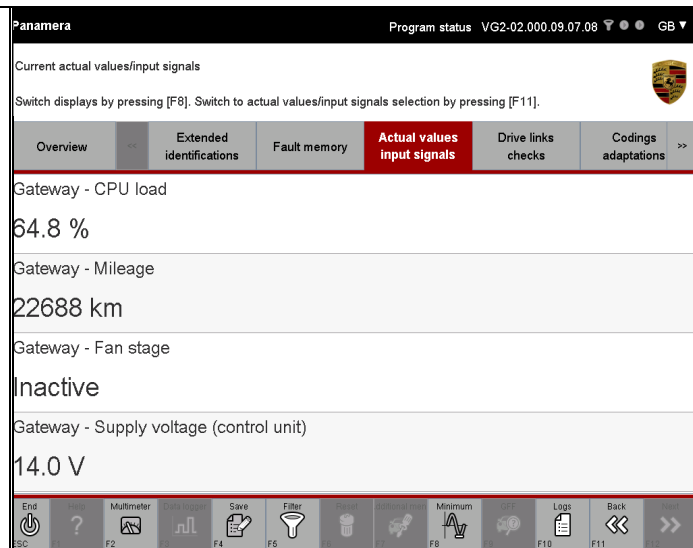 Panamera
Program status VG2-02.000.09.07.08 GB
Current actual values/input signals
Switch displays by pressing [F8]. Switch to actual values/input signals selection by pressing [F11].
Overview << Extended identifications Fault memory Actual values input signals Drive links checks Codings adaptations >>
Gateway - CPU load
64.8 %
Gateway - Mileage
22688 km
Gateway - Fan stage
Inactive
Gateway - Supply voltage (control unit)
14.0 V
End Help Multimeter Data logger Save Filter Reset Minimum OFF Logs Back Next
ESC F1 F2 F3 F4 F5 F6 F7 F8 F9 F10 F11 F12